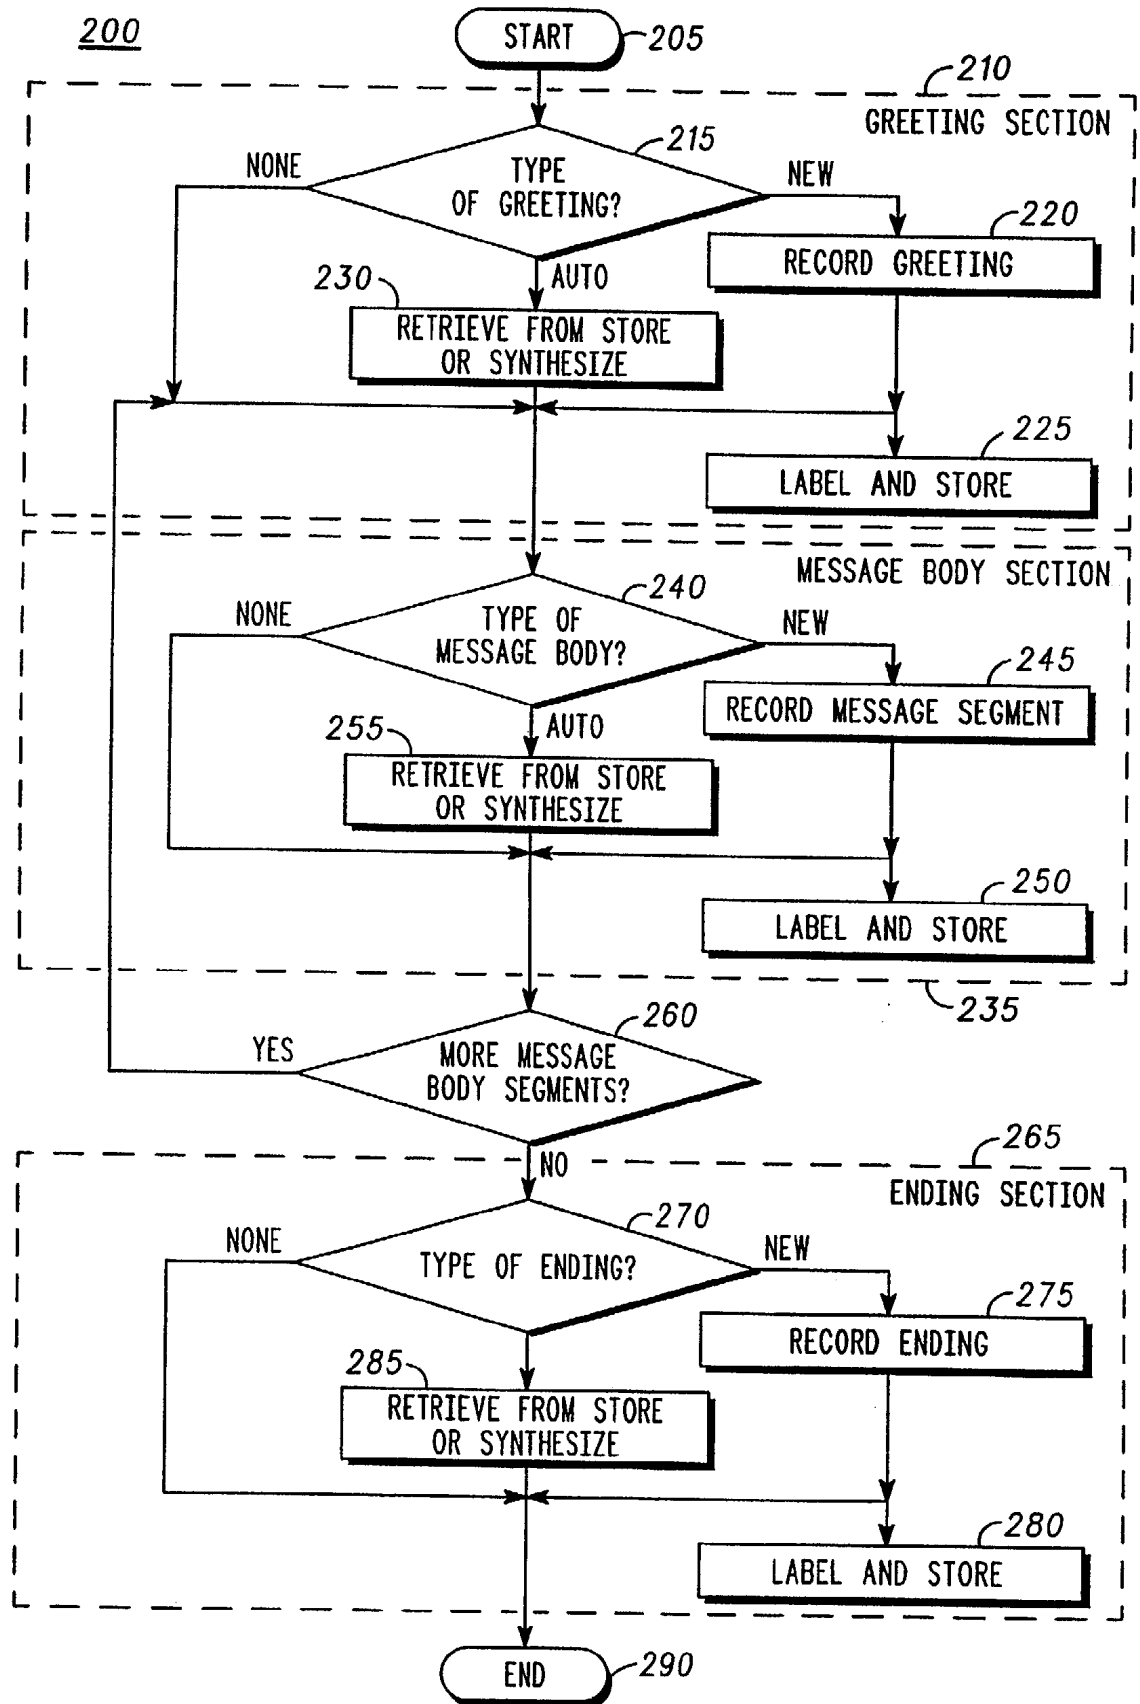 200
START
205
210
GREETING SECTION
215
NONE
TYPE
OF GREETING?
NEW
220
RECORD GREETING
230
AUTO
RETRIEVE FROM STORE
OR SYNTHESIZE
225
LABEL AND STORE
MESSAGE BODY SECTION
240
NONE
TYPE OF
MESSAGE BODY?
NEW
245
RECORD MESSAGE SEGMENT
255
AUTO
RETRIEVE FROM STORE
OR SYNTHESIZE
250
LABEL AND STORE
235
260
YES
MORE MESSAGE
BODY SEGMENTS?
265
NO
ENDING SECTION
270
NONE
TYPE OF ENDING?
NEW
275
RECORD ENDING
285
RETRIEVE FROM STORE
OR SYNTHESIZE
280
LABEL AND STORE
END
290